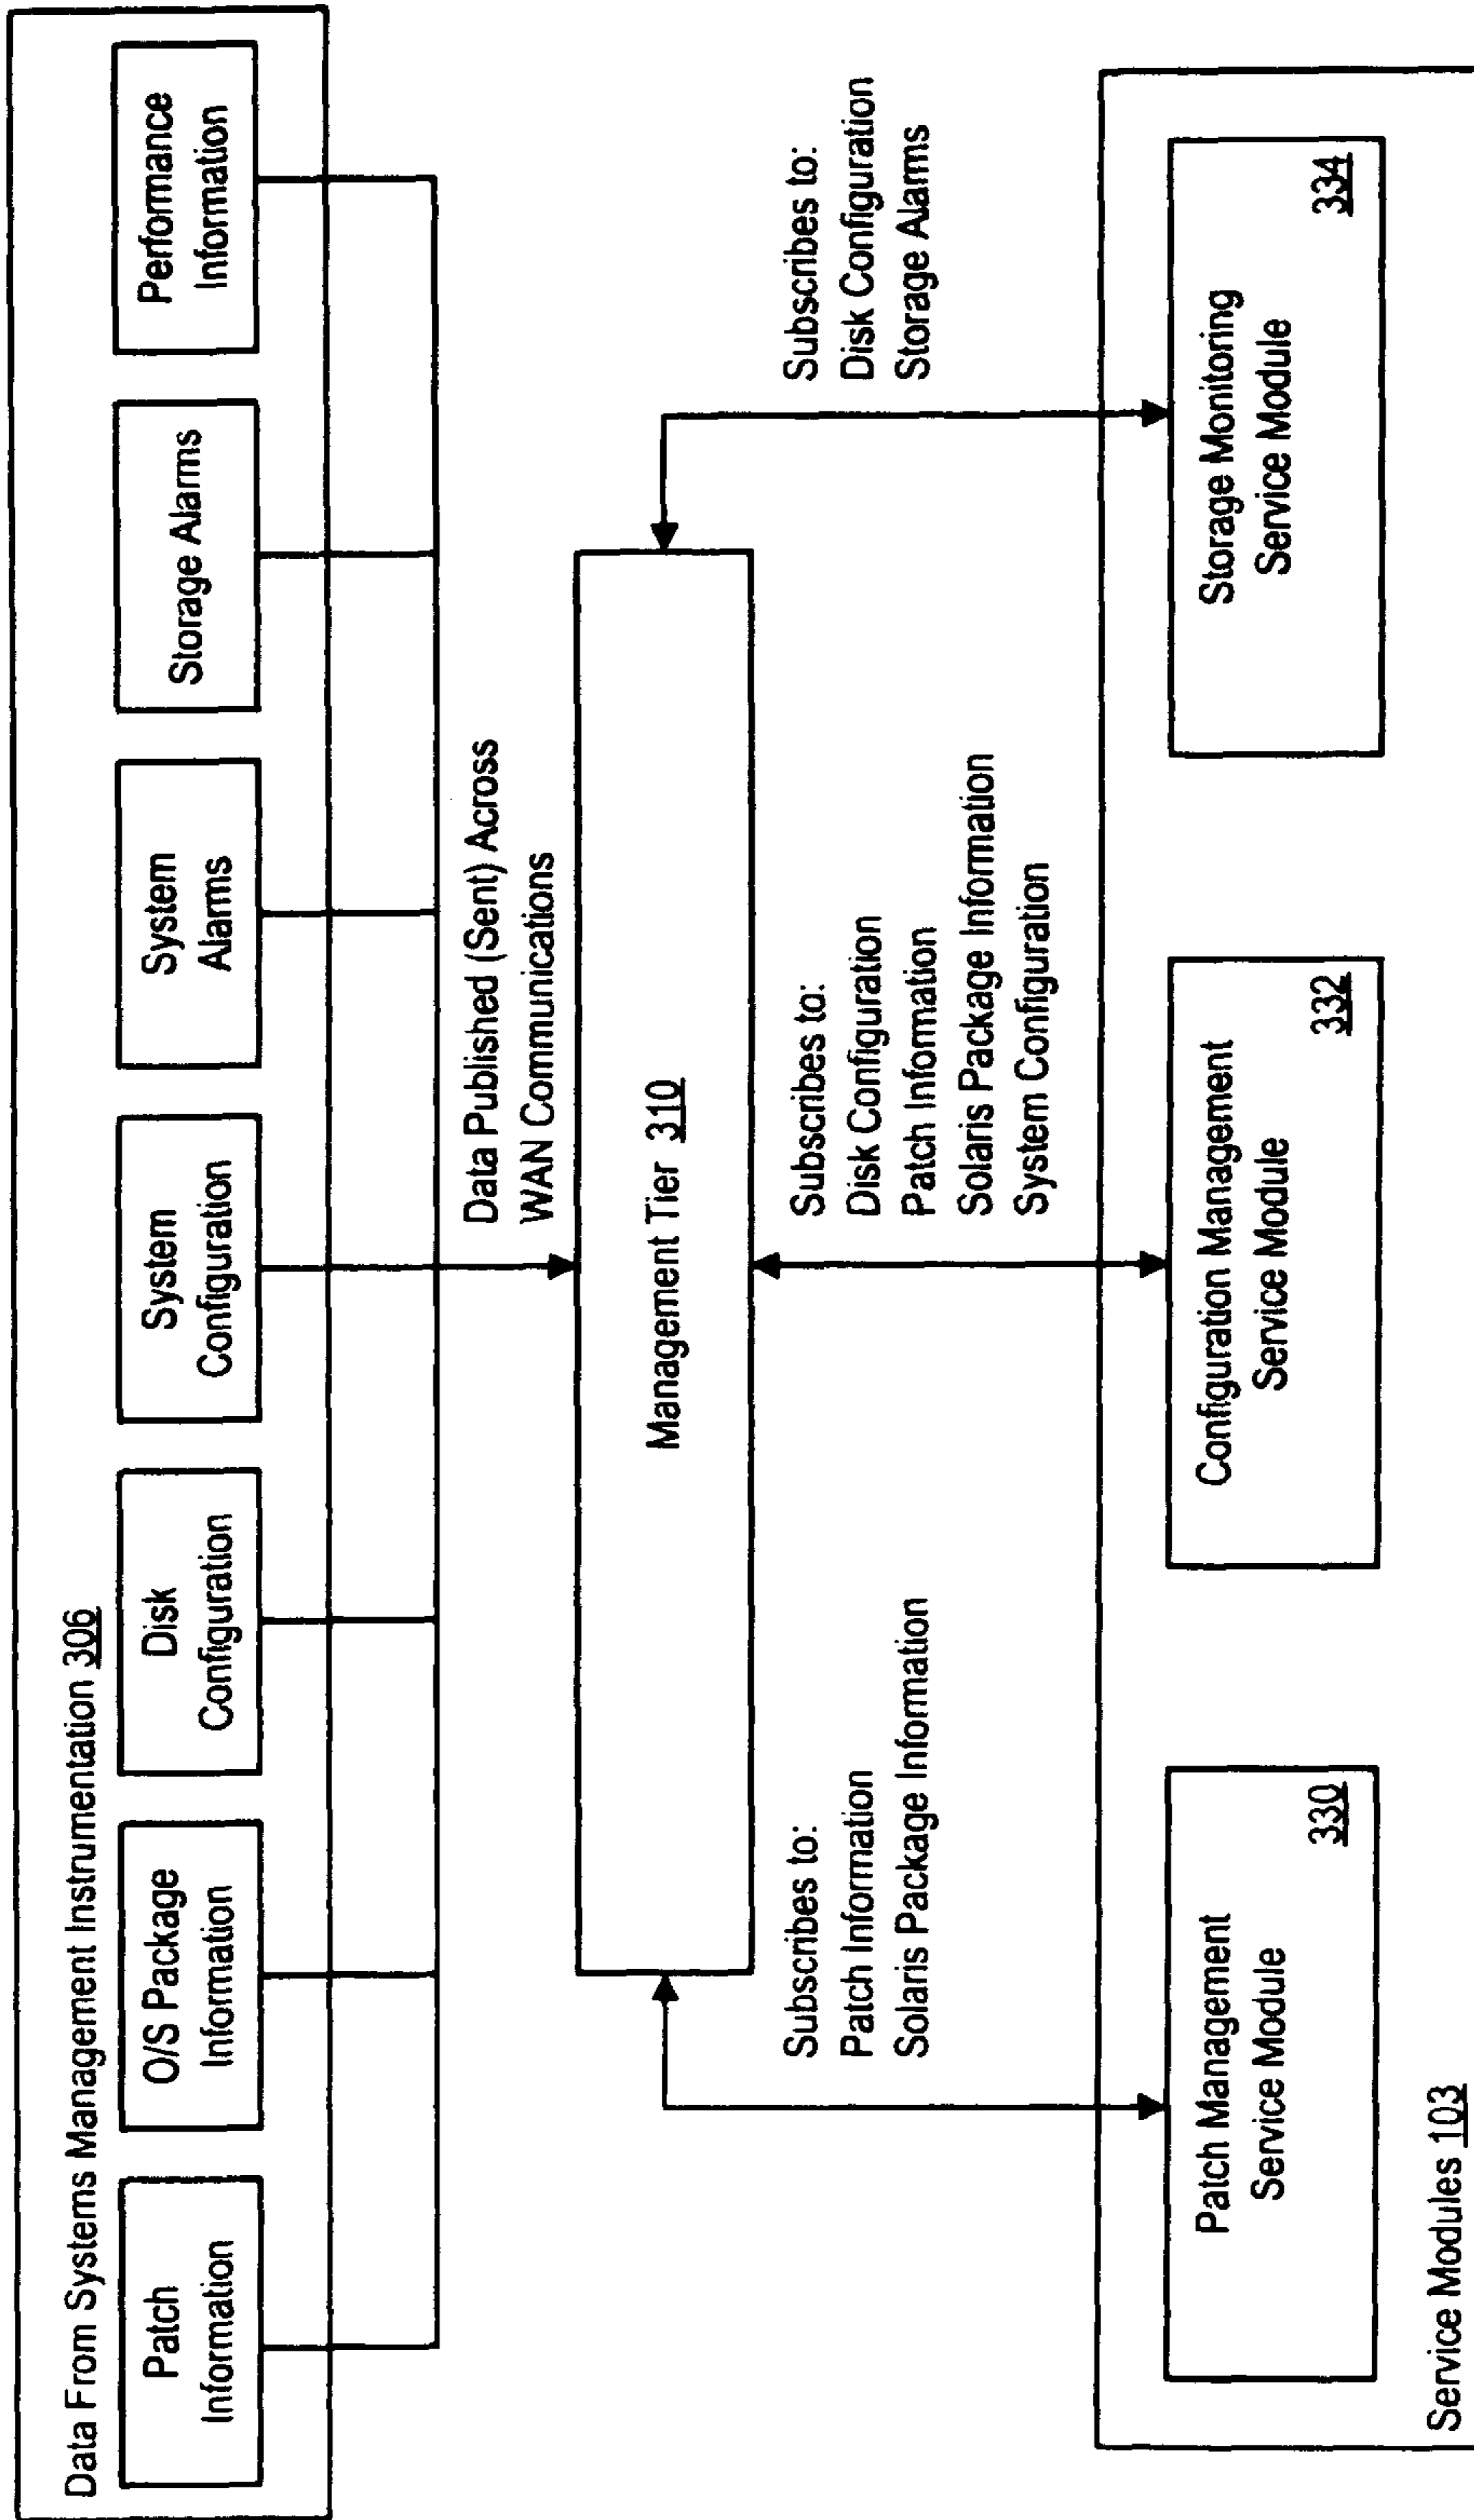 Data From Systems Management Instrumentation 306
Patch
Information
O/S Package
Information
Disk
Configuration
System
Configuration
System
Alarms
Storage Alarms
Performance
Information
Data Published (Sent) Across
WAN Communications
Management Tier 310
Subscribes to:
Patch Information
Solaris Package Information
Subscribes to:
Disk Configuration
Patch Information
Solaris Package Information
System Configuration
Subscribes to:
Disk Configuration
Storage Alarms
Patch Management
Service Module
330
Configuration Management
Service Module
332
Storage Monitoring
Service Module
334
Service Modules 103